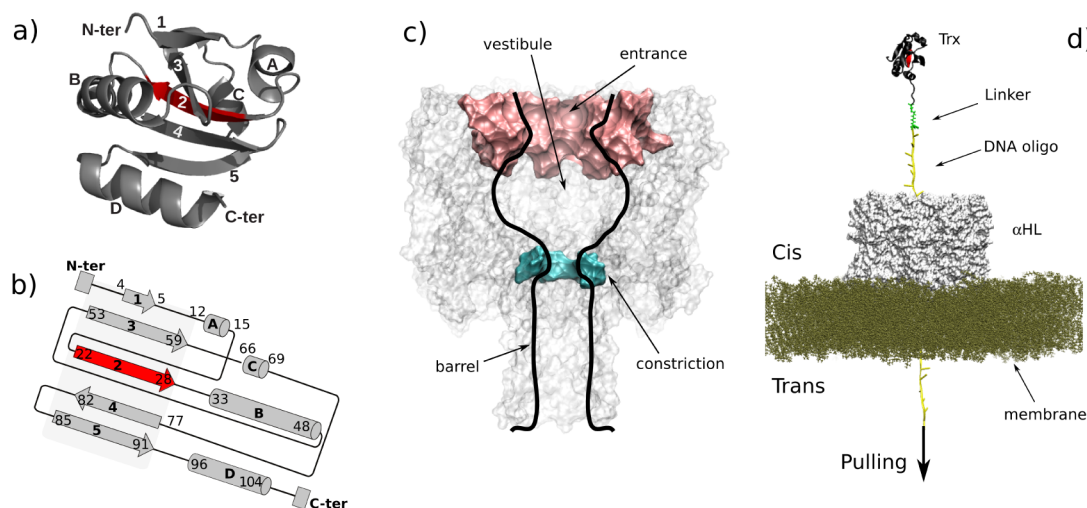 a)
N-ter
1
3
A
B
2
C
4
5
D
C-ter
b)
N-ter
4
1
5
12
A
15
53
3
59
66
C
69
22
2
28
33
B
48
82
4
77
85
5
91
96
D
104
C-ter
c)
vestibule
entrance
barrel
constriction
d)
Trx
Linker
DNA oligo
αHL
Cis
Trans
membrane
Pulling